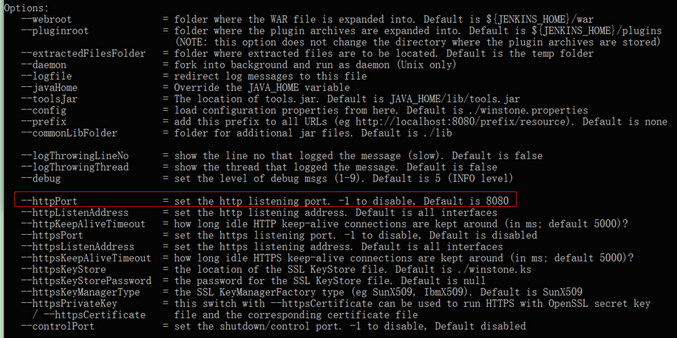 Options:
--webroot = folder where the WAR file is expanded into. Default is ${JENKINS_HOME}/war
--pluginroot = folder where the plugin archives are expanded into. Default is ${JENKINS_HOME}/plugins
(NOTE: this option does not change the directory where the plugin archives are stored)
--extractedFilesFolder = folder where extracted files are to be located. Default is the temp folder
--daemon = fork into background and run as daemon (Unix only)
--logfile = redirect log messages to this file
--javaHome = Override the JAVA_HOME variable
--toolsJar = The location of tools.jar. Default is JAVA_HOME/lib/tools.jar
--config = load configuration properties from here. Default is ./winstone.properties
--prefix = add this prefix to all URLs (eg http://localhost:8080/prefix/resource). Default is none
--commonLibFolder = folder for additional jar files. Default is ./lib
--logThrowingLineNo = show the line no that logged the message (slow). Default is false
--logThrowingThread = show the thread that logged the message. Default is false
--debug = set the level of debug msgs (1-9). Default is 5 (INFO level)
--httpPort = set the http listening port. -1 to disable, Default is 8080
--httpListenAddress = set the http listening address. Default is all interfaces
--httpKeepAliveTimeout = how long idle HTTP keep-alive connections are kept around (in ms; default 5000)?
--httpsPort = set the https listening port. -1 to disable, Default is disabled
--httpsListenAddress = set the https listening address. Default is all interfaces
--httpsKeepAliveTimeout = how long idle HTTPS keep-alive connections are kept around (in ms; default 5000)?
--httpsKeyStore = the location of the SSL KeyStore file. Default is ./winstone.ks
--httpsKeyStorePassword = the password for the SSL KeyStore file. Default is null
--httpsKeyManagerType = the SSL KeyManagerFactory type (eg SunX509, IbmX509). Default is SunX509
--httpsPrivateKey = this switch with --httpsCertificate can be used to run HTTPS with OpenSSL secret key
/ --httpsCertificate file and the corresponding certificate file
--controlPort = set the shutdown/control port. -1 to disable, Default disabled